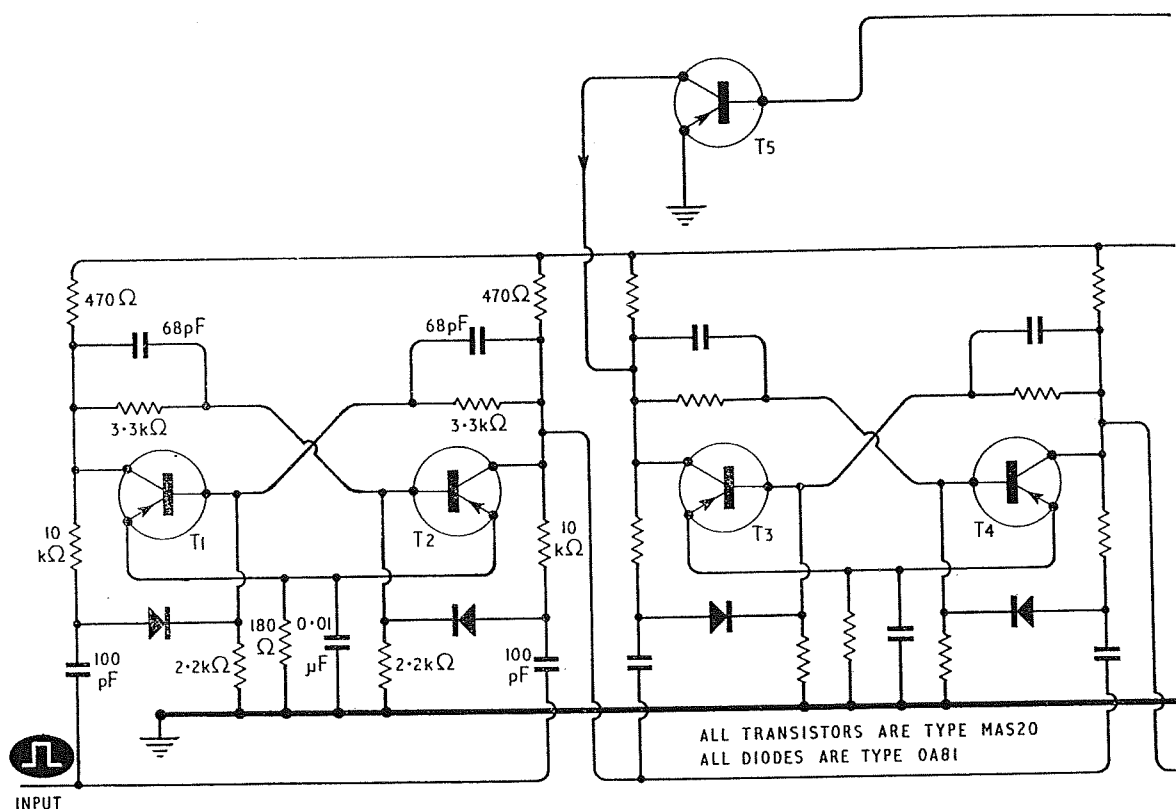 T5
470Ω
470Ω
68pF
68pF
3·3kΩ
3·3kΩ
T1
T2
T3
T4
10
kΩ
10
kΩ
180
Ω
0·01
μF
100
pF
2·2kΩ
2·2kΩ
100
pF
ALL TRANSISTORS ARE TYPE MAS20
ALL DIODES ARE TYPE OA81
INPUT